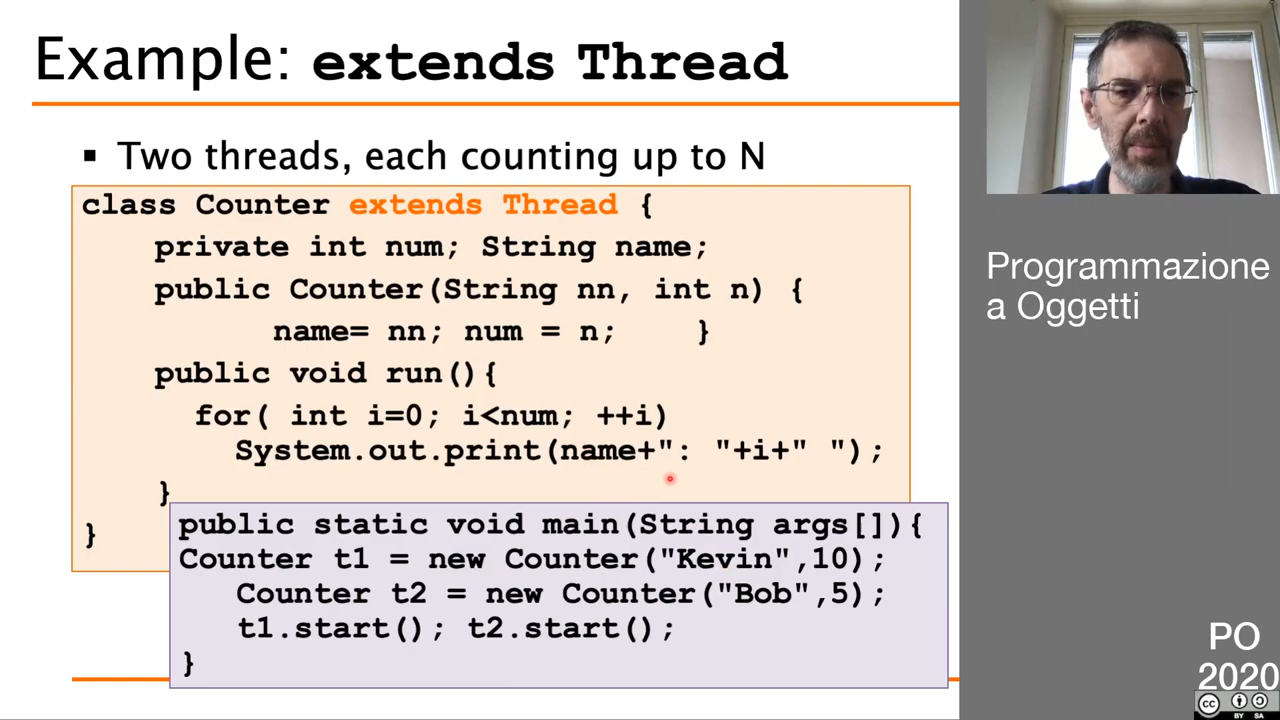 Example: extends Thread
▪ Two threads, each counting up to N
class Counter extends Thread {
private int num; String name;
public Counter(String nn, int n) {
name= nn; num = n; }
public void run(){
for( int i=0; i<num; ++i)
System.out.print(name+": "+i+" ");
}
}
public static void main(String args[]){
Counter t1 = new Counter("Kevin",10);
Counter t2 = new Counter("Bob",5);
t1.start(); t2.start();
}
Programmazione
a Oggetti
PO
2020
cc
BY SA